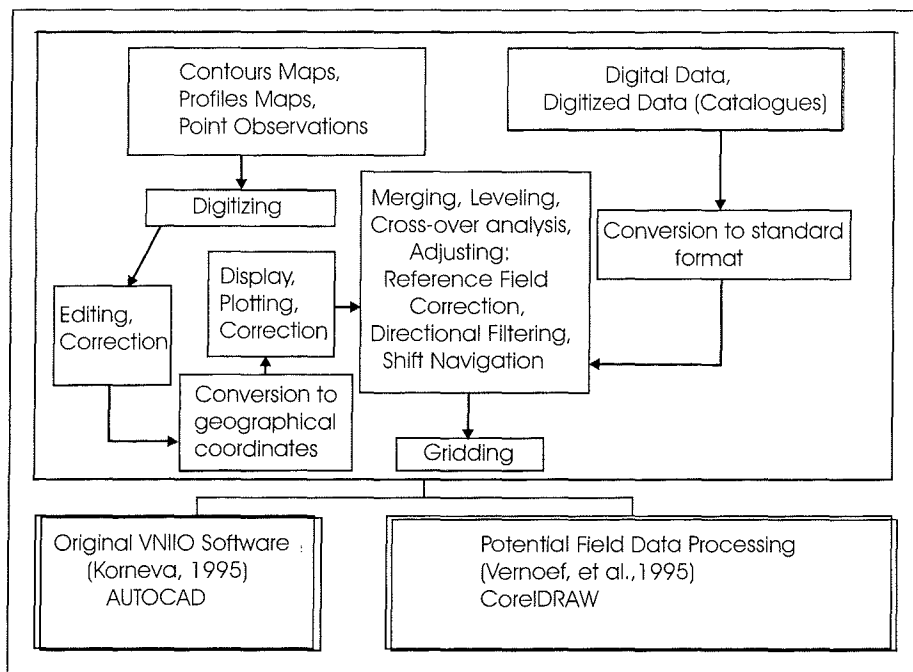 Contours Maps,
Profiles Maps,
Point Observations
Digital Data,
Digitized Data (Catalogues)
Digitizing
Merging, Leveling,
Cross-over analysis,
Adjusting:
Reference Field
Correction,
Directional Filtering,
Shift Navigation
Conversion to standard
format
Editing,
Correction
Display,
Plotting,
Correction
Conversion to
geographical
coordinates
Gridding
Original VNIIO Software
(Korneva, 1995)
AUTOCAD
Potential Field Data Processing
(Vernoef, et al.,1995)
CorelDRAW